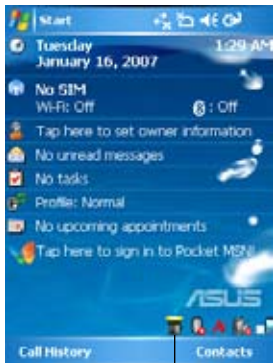 Start
Tuesday 1:29 AM
January 16, 2007
No SIM
Wi-Fi: Off : Off
Tap here to set owner information
No unread messages
No tasks
Profile: Normal
No upcoming appointments
Tap here to sign in to Pocket MSN!
ASUS
Call History Contacts